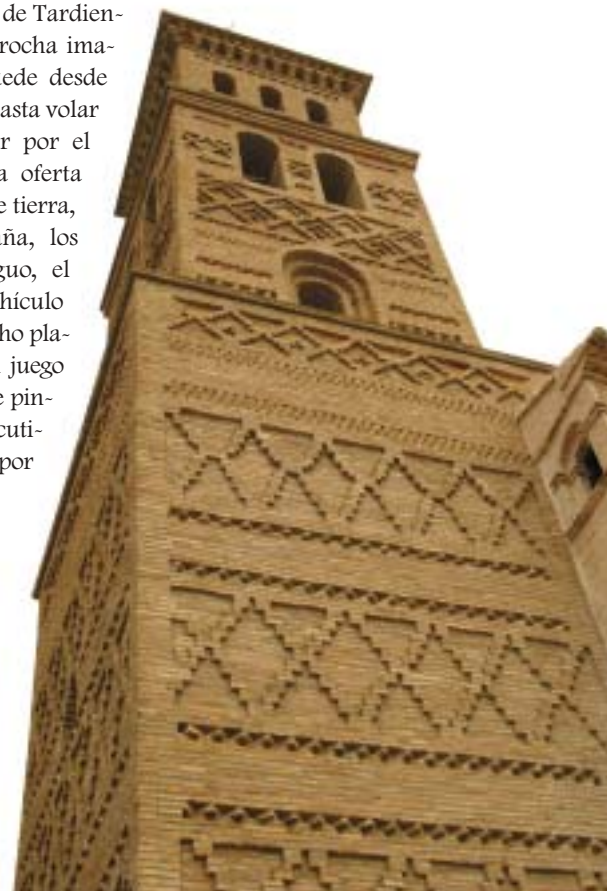 de Tardien-
rocha ima-
ede desde
asta volar
r por el
a oferta
e tierra,
ña, los
guo, el
hículo
ho pla-
juego
e pin-
cuti-
por